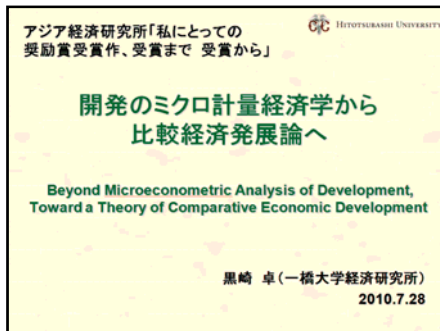 アジア経済研究所「私にとっての
奨励賞受賞作、受賞まで 受賞から」
HITOTSUBASHI UNIVERSITY
開発のミクロ計量経済学から
比較経済発展論へ
Beyond Microeconometric Analysis of Development,
Toward a Theory of Comparative Economic Development
黒崎 卓(一橋大学経済研究所)
2010.7.28